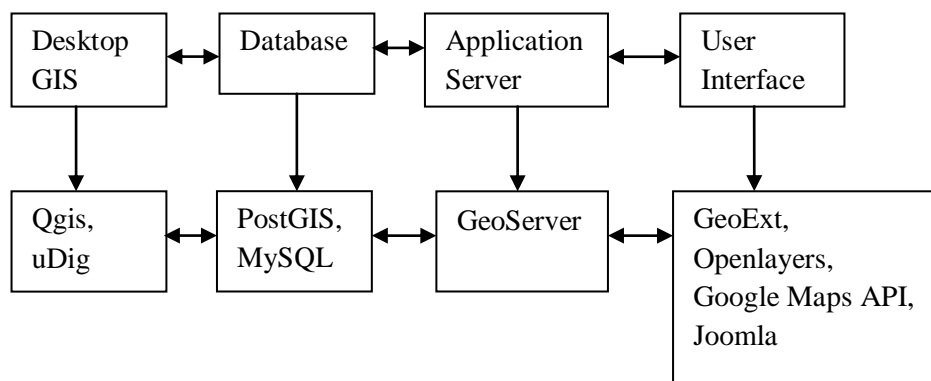 Desktop
GIS
Database
Application
Server
User
Interface
Qgis,
uDig
PostGIS,
MySQL
GeoServer
GeoExt,
Openlayers,
Google Maps API,
Joomla